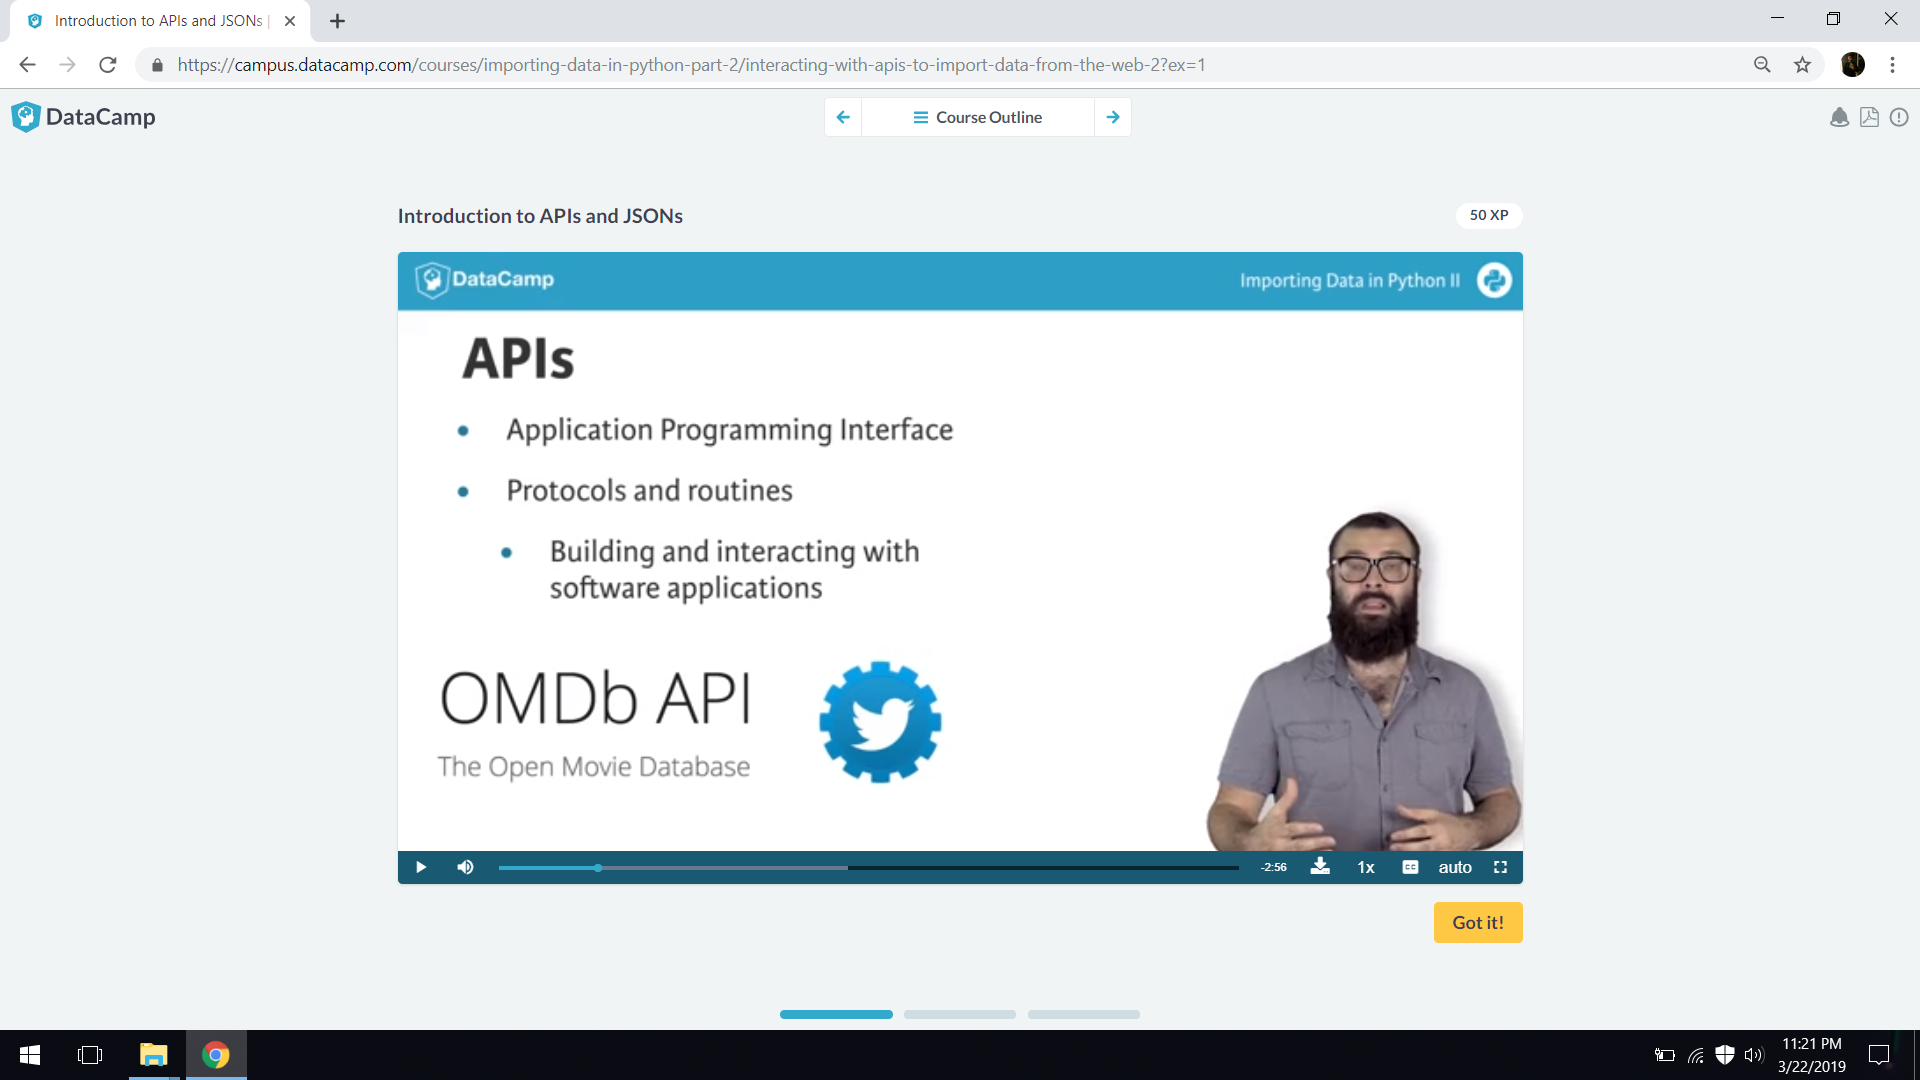 Introduction to APIs and JSONs |
https://campus.datacamp.com/courses/importing-data-in-python-part-2/interacting-with-apis-to-import-data-from-the-web-2?ex=1
DataCamp
Course Outline
Introduction to APIs and JSONs
50 XP
DataCamp
Importing Data in Python II
APIs
• Application Programming Interface
• Protocols and routines
• Building and interacting with
software applications
OMDb API
The Open Movie Database
-2:56
1x
CC
auto
Got it!
11:21 PM
3/22/2019